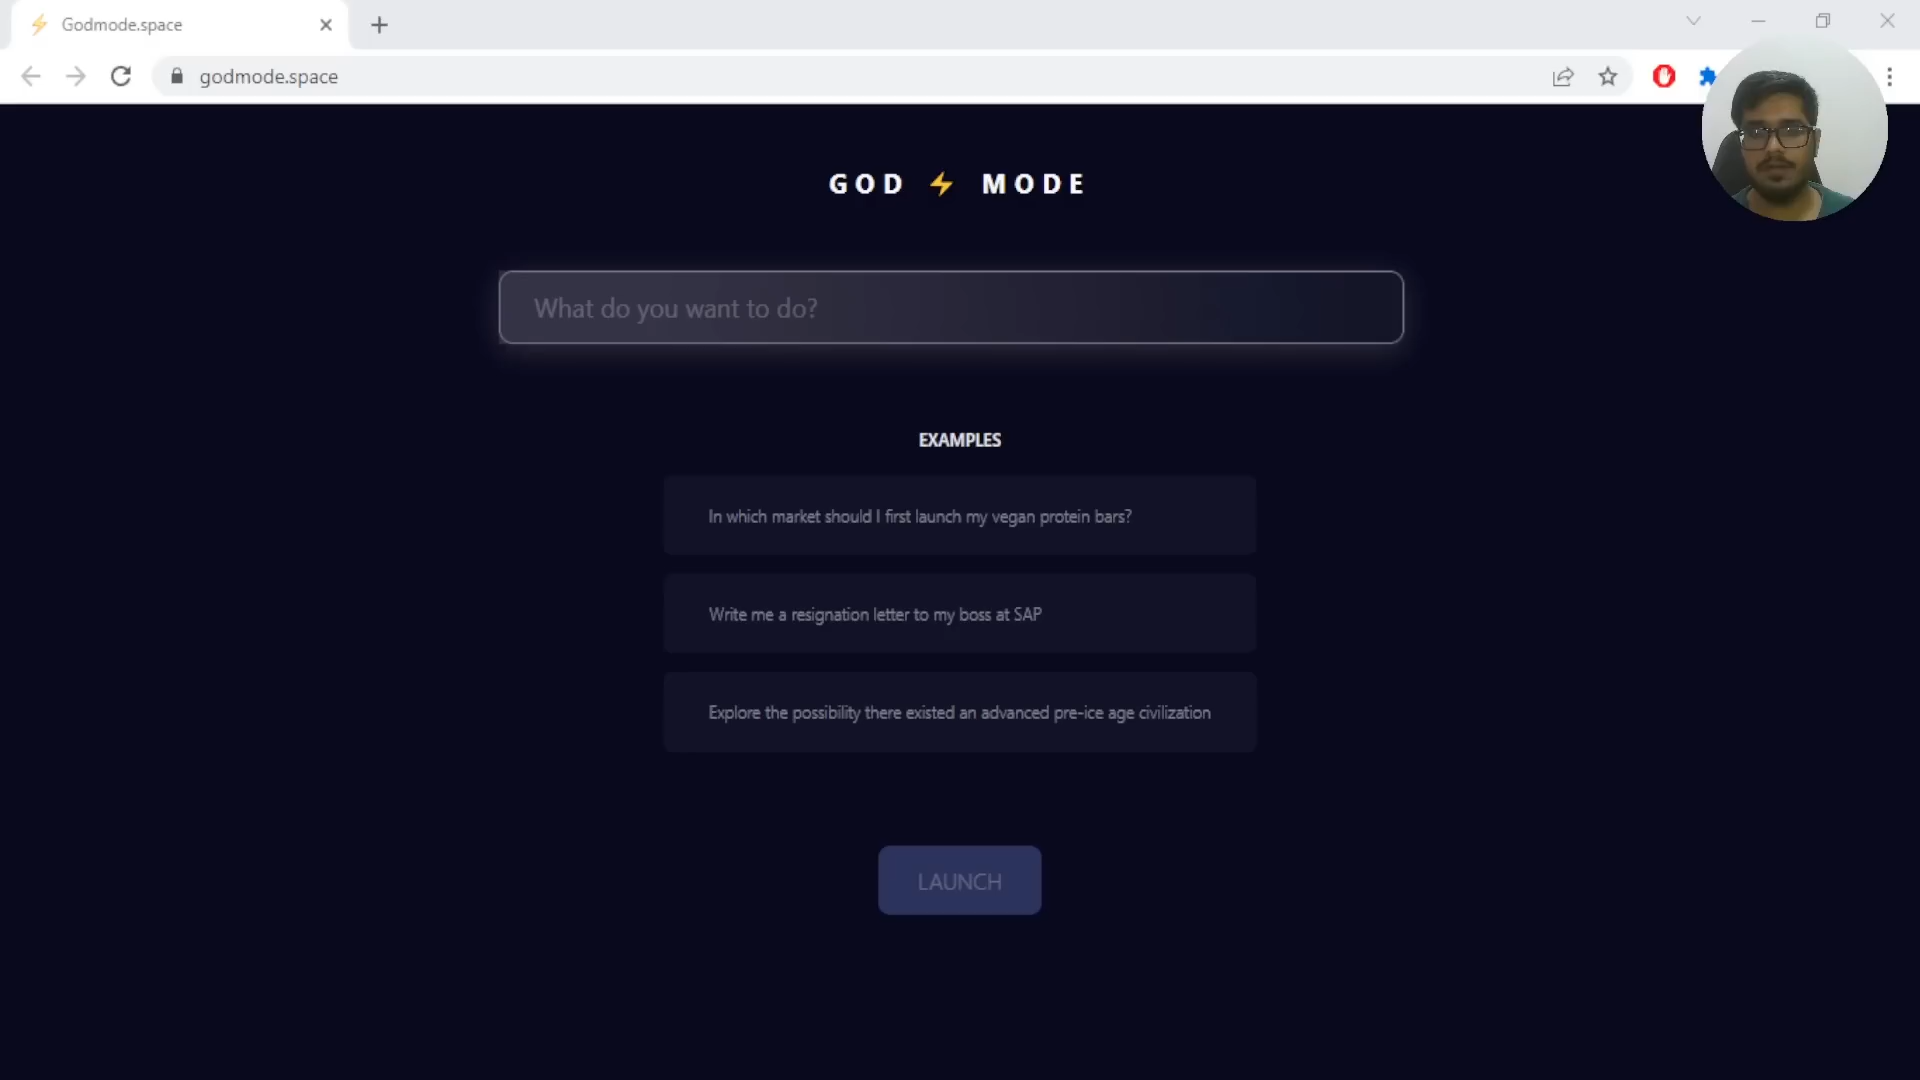 Godmode.space
godmode.space
GOD ⚡ MODE
What do you want to do?
EXAMPLES
In which market should I first launch my vegan protein bars?
Write me a resignation letter to my boss at SAP
Explore the possibility there existed an advanced pre-ice age civilization
LAUNCH